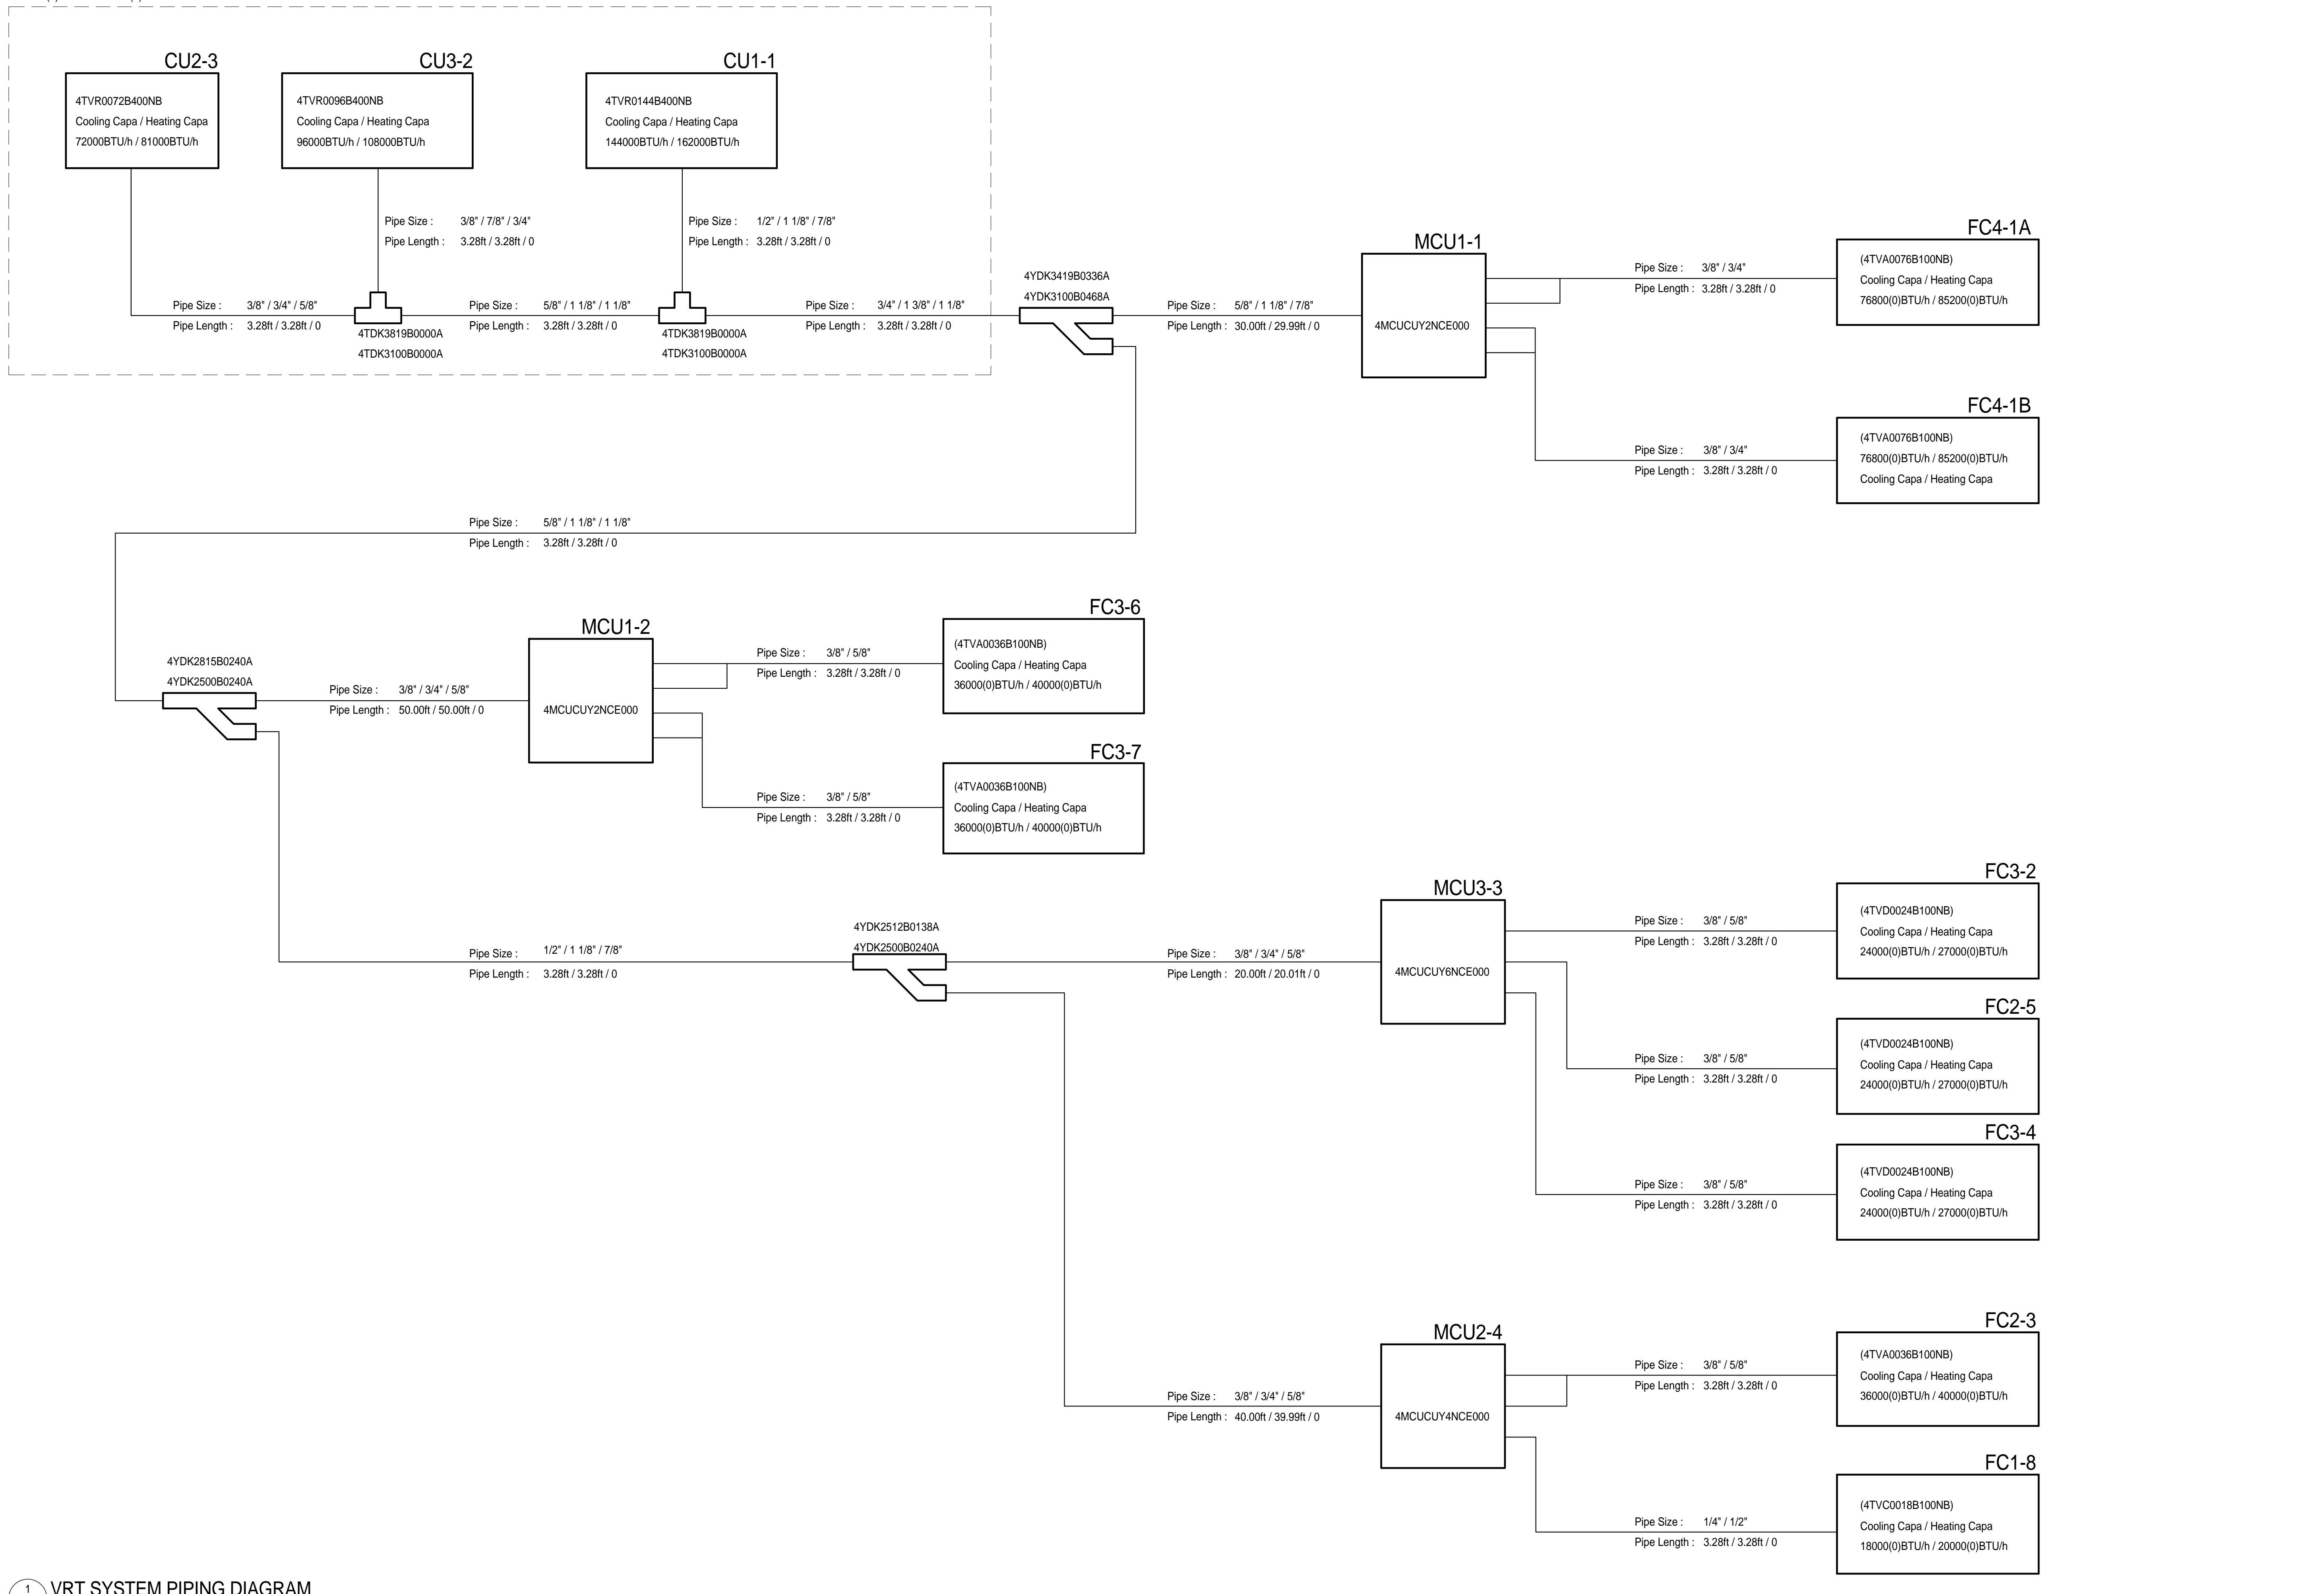 CU2-3
4TVR0072B400NB
Cooling Capa / Heating Capa
72000BTU/h / 81000BTU/h
CU3-2
4TVR0096B400NB
Cooling Capa / Heating Capa
96000BTU/h / 108000BTU/h
CU1-1
4TVR0144B400NB
Cooling Capa / Heating Capa
144000BTU/h / 162000BTU/h
Pipe Size : 3/8" / 7/8" / 3/4"
Pipe Length : 3.28ft / 3.28ft / 0
Pipe Size : 1/2" / 1 1/8" / 7/8"
Pipe Length : 3.28ft / 3.28ft / 0
Pipe Size : 3/8" / 3/4" / 5/8"
Pipe Length : 3.28ft / 3.28ft / 0
4TDK3819B0000A
4TDK3100B0000A
Pipe Size : 5/8" / 1 1/8" / 1 1/8"
Pipe Length : 3.28ft / 3.28ft / 0
4TDK3819B0000A
4TDK3100B0000A
Pipe Size : 3/4" / 1 3/8" / 1 1/8"
Pipe Length : 3.28ft / 3.28ft / 0
4YDK3419B0336A
4YDK3100B0468A
Pipe Size : 5/8" / 1 1/8" / 7/8"
Pipe Length : 30.00ft / 29.99ft / 0
MCU1-1
4MCUCUY2NCE000
Pipe Size : 3/8" / 3/4"
Pipe Length : 3.28ft / 3.28ft / 0
FC4-1A
(4TVA0076B100NB)
Cooling Capa / Heating Capa
76800(0)BTU/h / 85200(0)BTU/h
Pipe Size : 3/8" / 3/4"
Pipe Length : 3.28ft / 3.28ft / 0
FC4-1B
(4TVA0076B100NB)
76800(0)BTU/h / 85200(0)BTU/h
Cooling Capa / Heating Capa
Pipe Size : 5/8" / 1 1/8" / 1 1/8"
Pipe Length : 3.28ft / 3.28ft / 0
4YDK2815B0240A
4YDK2500B0240A
Pipe Size : 3/8" / 3/4" / 5/8"
Pipe Length : 50.00ft / 50.00ft / 0
MCU1-2
4MCUCUY2NCE000
Pipe Size : 3/8" / 5/8"
Pipe Length : 3.28ft / 3.28ft / 0
FC3-6
(4TVA0036B100NB)
Cooling Capa / Heating Capa
36000(0)BTU/h / 40000(0)BTU/h
Pipe Size : 3/8" / 5/8"
Pipe Length : 3.28ft / 3.28ft / 0
FC3-7
(4TVA0036B100NB)
Cooling Capa / Heating Capa
36000(0)BTU/h / 40000(0)BTU/h
Pipe Size : 1/2" / 1 1/8" / 7/8"
Pipe Length : 3.28ft / 3.28ft / 0
4YDK2512B0138A
4YDK2500B0240A
Pipe Size : 3/8" / 3/4" / 5/8"
Pipe Length : 20.00ft / 20.01ft / 0
MCU3-3
4MCUCUY6NCE000
Pipe Size : 3/8" / 5/8"
Pipe Length : 3.28ft / 3.28ft / 0
FC3-2
(4TVD0024B100NB)
Cooling Capa / Heating Capa
24000(0)BTU/h / 27000(0)BTU/h
Pipe Size : 3/8" / 5/8"
Pipe Length : 3.28ft / 3.28ft / 0
FC2-5
(4TVD0024B100NB)
Cooling Capa / Heating Capa
24000(0)BTU/h / 27000(0)BTU/h
Pipe Size : 3/8" / 5/8"
Pipe Length : 3.28ft / 3.28ft / 0
FC3-4
(4TVD0024B100NB)
Cooling Capa / Heating Capa
24000(0)BTU/h / 27000(0)BTU/h
Pipe Size : 3/8" / 3/4" / 5/8"
Pipe Length : 40.00ft / 39.99ft / 0
MCU2-4
4MCUCUY4NCE000
Pipe Size : 3/8" / 5/8"
Pipe Length : 3.28ft / 3.28ft / 0
FC2-3
(4TVA0036B100NB)
Cooling Capa / Heating Capa
36000(0)BTU/h / 40000(0)BTU/h
Pipe Size : 1/4" / 1/2"
Pipe Length : 3.28ft / 3.28ft / 0
FC1-8
(4TVC0018B100NB)
Cooling Capa / Heating Capa
18000(0)BTU/h / 20000(0)BTU/h
1 VRT SYSTEM PIPING DIAGRAM